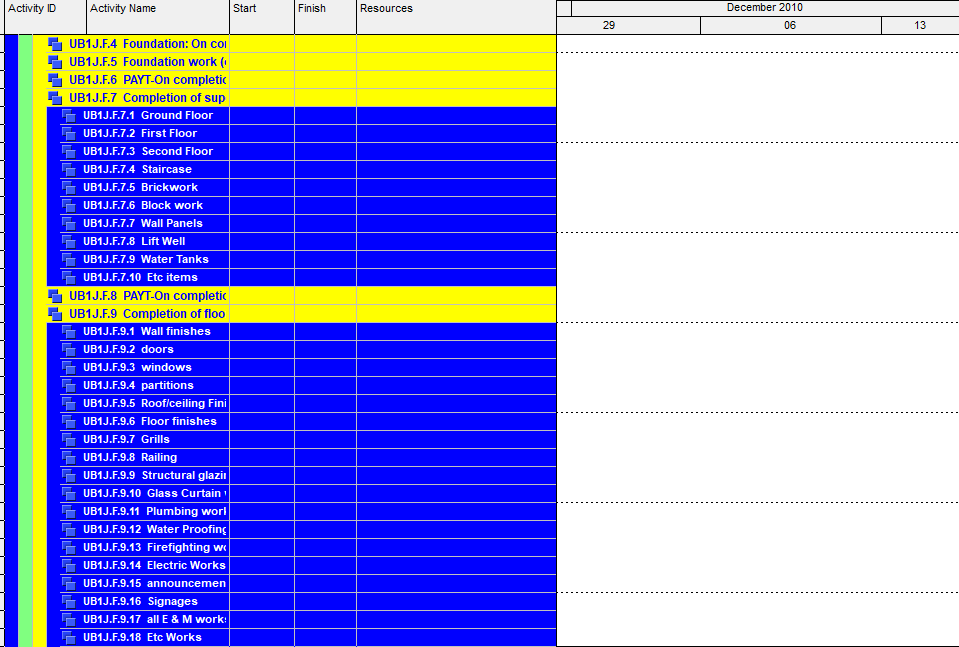 Activity ID Activity Name Start Finish Resources December 2010
29 06 13
UB1J.F.4 Foundation: On
UB1J.F.5 Foundation work
UB1J.F.6 PAYT-On
UB1J.F.7 Completion of
UB1J.F.7.1 Ground Floor
UB1J.F.7.2 First Floor
UB1J.F.7.3 Second Floor
UB1J.F.7.4 Staircase
UB1J.F.7.5 Brickwork
UB1J.F.7.6 Block work
UB1J.F.7.7 Wall Panels
UB1J.F.7.8 Lift Well
UB1J.F.7.9 Water Tanks
UB1J.F.7.10 Etc items
UB1J.F.8 PAYT-On
UB1J.F.9 Completion of floo
UB1J.F.9.1 Wall finishes
UB1J.F.9.2 doors
UB1J.F.9.3 windows
UB1J.F.9.4 partitions
UB1J.F.9.5 Roof/ceiling Fini
UB1J.F.9.6 Floor finishes
UB1J.F.9.7 Grills
UB1J.F.9.8 Railing
UB1J.F.9.9 Structural
UB1J.F.9.10 Glass Curtain
UB1J.F.9.11 Plumbing
UB1J.F.9.12 Water Proofing
UB1J.F.9.13 Firefighting
UB1J.F.9.14 Electric Works
UB1J.F.9.15 announcemen
UB1J.F.9.16 Signages
UB1J.F.9.17 all E & M works
UB1J.F.9.18 Etc Works